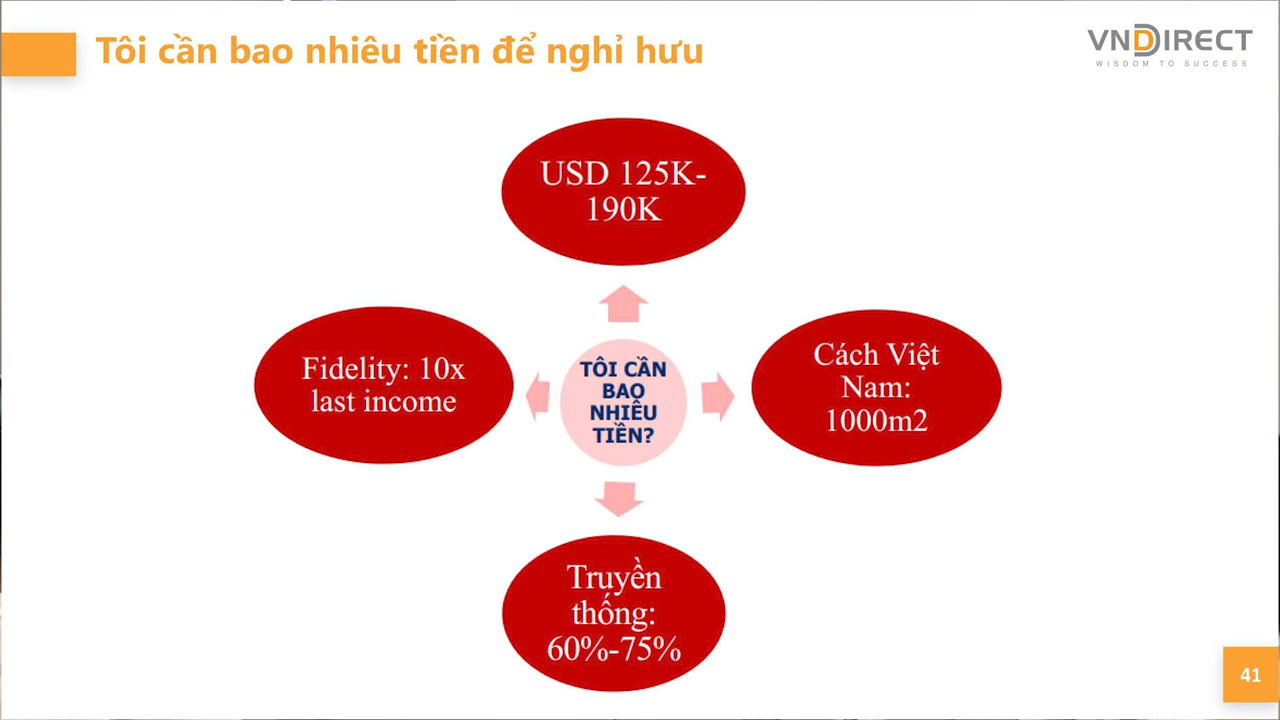 Tôi cần bao nhiêu tiền để nghỉ hưu
VNDIRECT
WISDOM TO SUCCESS
USD 125K-
190K
Fidelity: 10x
last income
TÔI CẦN
BAO
NHIÊU
TIỀN?
Cách Việt
Nam:
1000m2
Truyền
thống:
60%-75%
41